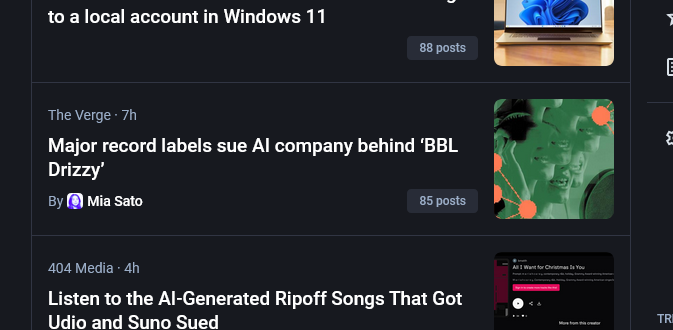 to a local account in Windows 11
88 posts
The Verge · 7h
Major record labels sue AI company behind ‘BBL
Drizzy’
By Mia Sato
85 posts
404 Media · 4h
Listen to the AI-Generated Ripoff Songs That Got
Udio and Suno Sued
All I Want for Christmas Is You
More from this creator